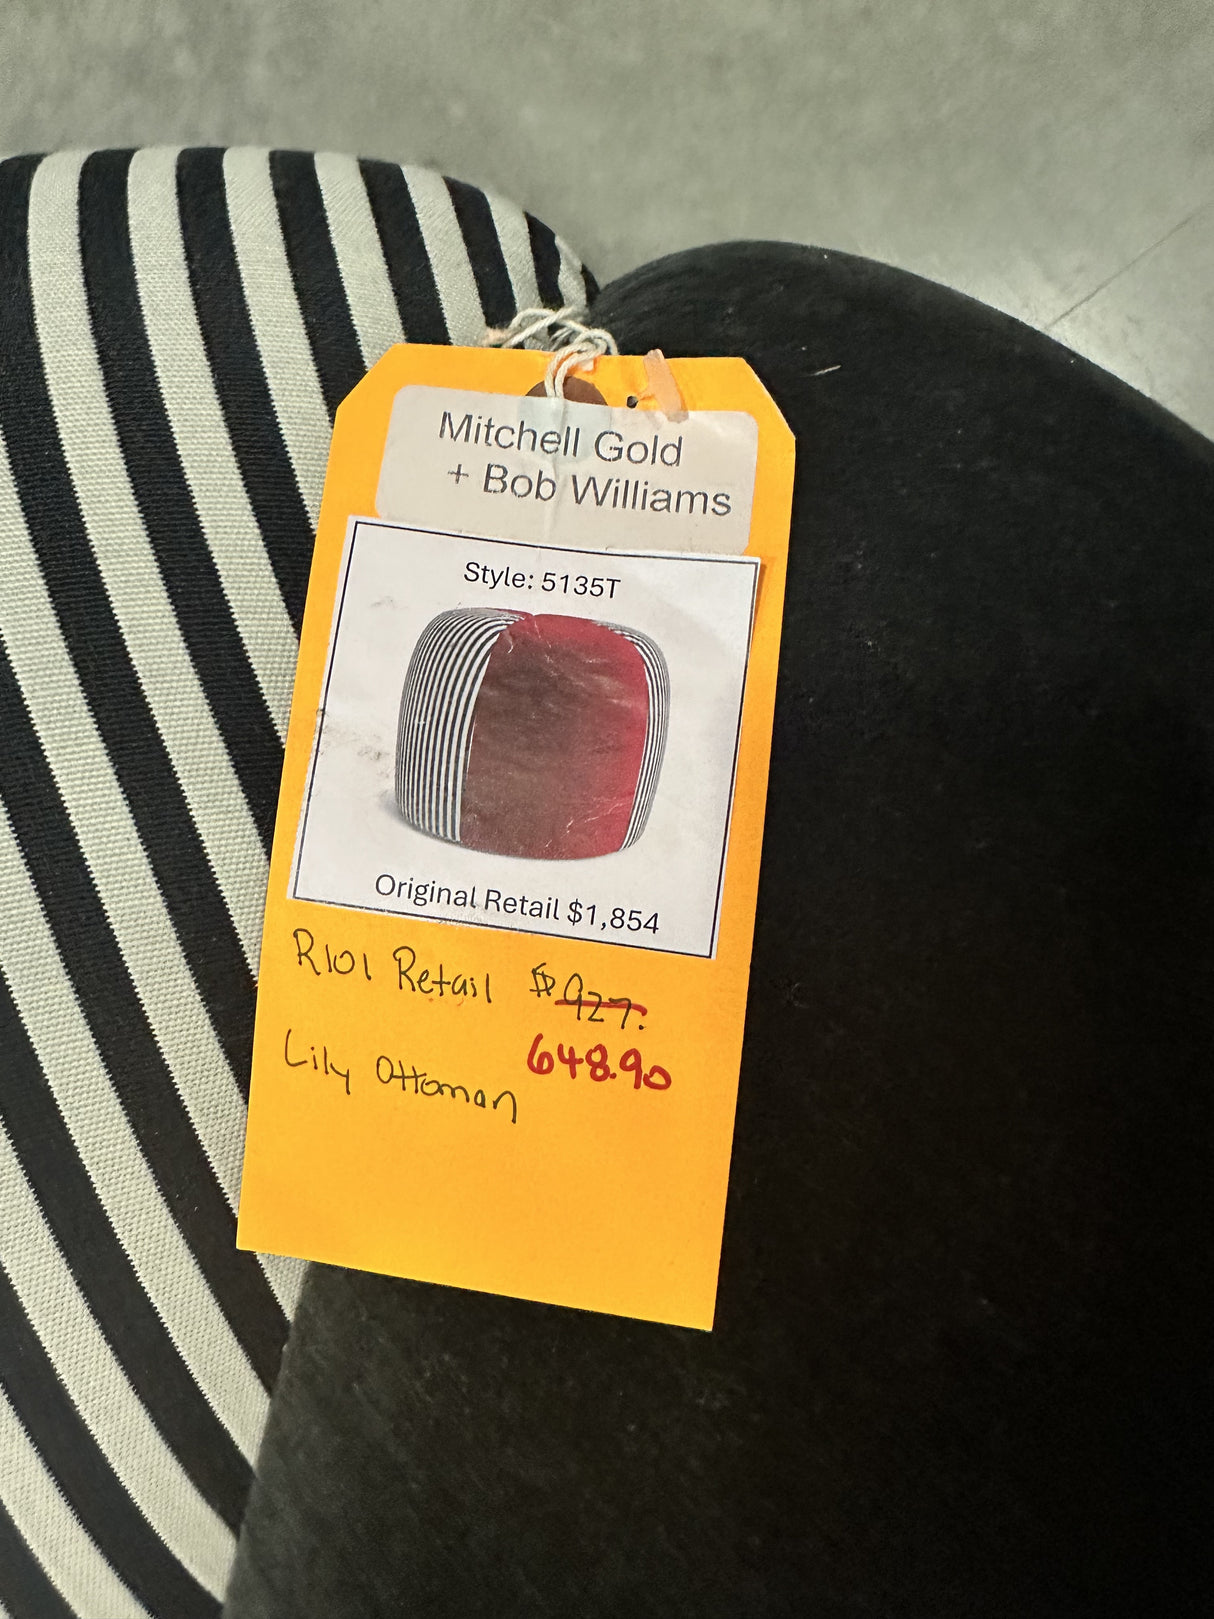 Mitchell Gold
+ Bob Williams
Style: 5135T
Original Retail $1,854
R101 Retail $927.
648.90
Lily Ottoman